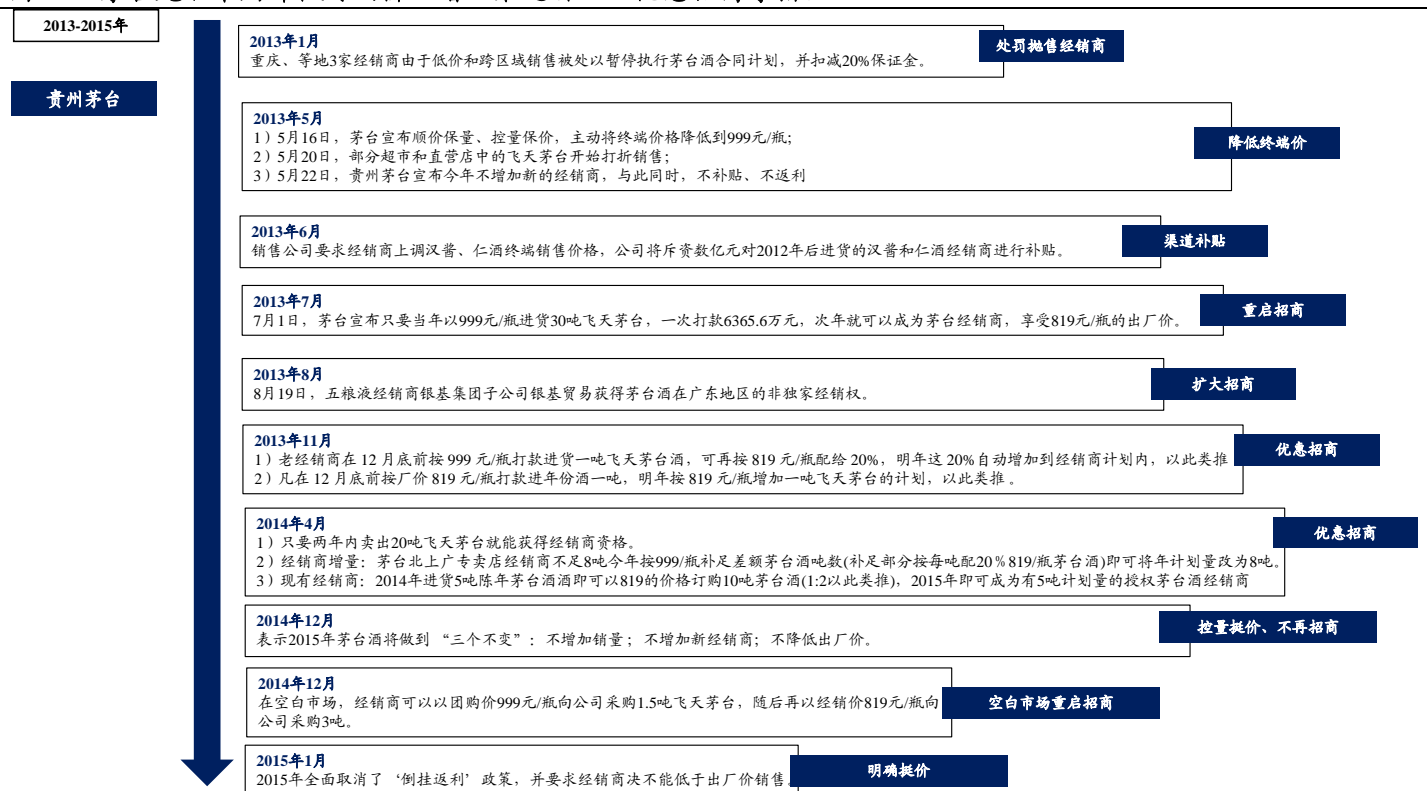 2013-2015年
贵州茅台
2013年1月
重庆、等地3家经销商由于低价和跨区域销售被处以暂停执行茅台酒合同计划，并扣减20%保证金。
处罚抛售经销商
2013年5月
1）5月16日，茅台宣布顺价保量、控量保价，主动将终端价格降低到999元/瓶;
2）5月20日，部分超市和直营店中的飞天茅台开始打折销售;
3）5月22日，贵州茅台宣布今年不增加新的经销商，与此同时，不补贴、不返利
降低终端价
2013年6月
销售公司要求经销商上调汉酱、仁酒终端销售价格，公司将斥资数亿元对2012年后进货的汉酱和仁酒经销商进行补贴。
渠道补贴
2013年7月
7月1日，茅台宣布只要当年以999元/瓶进货30吨飞天茅台，一次打款6365.6万元，次年就可以成为茅台经销商，享受819元/瓶的出厂价。
重启招商
2013年8月
8月19日，五粮液经销商银基集团子公司银基贸易获得茅台酒在广东地区的非独家经销权。
扩大招商
2013年11月
1）老经销商在 12 月底前按 999 元/瓶打款进货一吨飞天茅台酒，可再按 819 元/瓶配给 20%，明年这 20%自动增加到经销商计划内，以此类推
2）凡在 12 月底前按厂价 819 元/瓶打款进年份酒一吨，明年按 819 元/瓶增加一吨飞天茅台的计划，以此类推 。
优惠招商
2014年4月
1）只要两年内卖出20吨飞天茅台就能获得经销商资格。
2）经销商增量：茅台北上广专卖店经销商不足8吨今年按999/瓶补足差额茅台酒吨数(补足部分按每吨配20％819/瓶茅台酒)即可将年计划量改为8吨。
3）现有经销商：2014年进货5吨陈年茅台酒酒即可以819的价格订购10吨茅台酒(1:2以此类推)，2015年即可成为有5吨计划量的授权茅台酒经销商
优惠招商
2014年12月
表示2015年茅台酒将做到 “三个不变”：不增加销量；不增加新经销商；不降低出厂价。
控量挺价、不再招商
2014年12月
在空白市场，经销商可以以团购价999元/瓶向公司采购1.5吨飞天茅台，随后再以经销价819元/瓶向
公司采购3吨。
空白市场重启招商
2015年1月
2015年全面取消了 ‘倒挂返利’政策，并要求经销商决不能低于出厂价销售
明确挺价